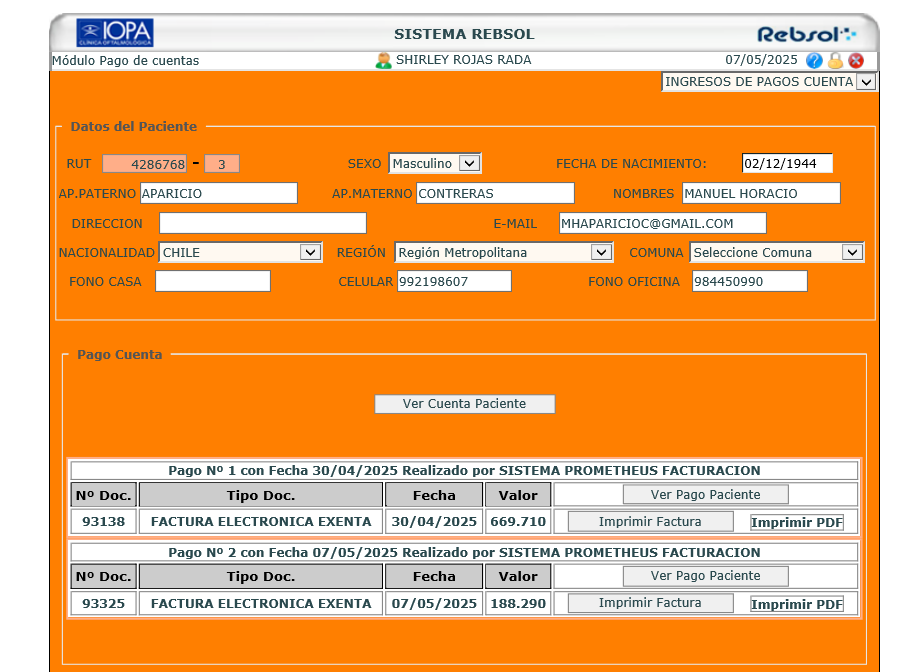 IOPA
CLÍNICA OFTALMOLÓGICA
SISTEMA REBSOL
Rebsol
Módulo Pago de cuentas
SHIRLEY ROJAS RADA
07/05/2025
INGRESOS DE PAGOS CUENTA
Datos del Paciente
RUT 4286768 - 3 SEXO Masculino FECHA DE NACIMIENTO: 02/12/1944
AP.PATERNO APARICIO AP.MATERNO CONTRERAS NOMBRES MANUEL HORACIO
DIRECCION E-MAIL MHAPARICIOC@GMAIL.COM
NACIONALIDAD CHILE REGIÓN Región Metropolitana COMUNA Seleccione Comuna
FONO CASA CELULAR 992198607 FONO OFICINA 984450990
Pago Cuenta
Ver Cuenta Paciente
Pago Nº 1 con Fecha 30/04/2025 Realizado por SISTEMA PROMETHEUS FACTURACION
Nº Doc. Tipo Doc. Fecha Valor Ver Pago Paciente
93138 FACTURA ELECTRONICA EXENTA 30/04/2025 669.710 Imprimir Factura Imprimir PDF
Pago Nº 2 con Fecha 07/05/2025 Realizado por SISTEMA PROMETHEUS FACTURACION
Nº Doc. Tipo Doc. Fecha Valor Ver Pago Paciente
93325 FACTURA ELECTRONICA EXENTA 07/05/2025 188.290 Imprimir Factura Imprimir PDF